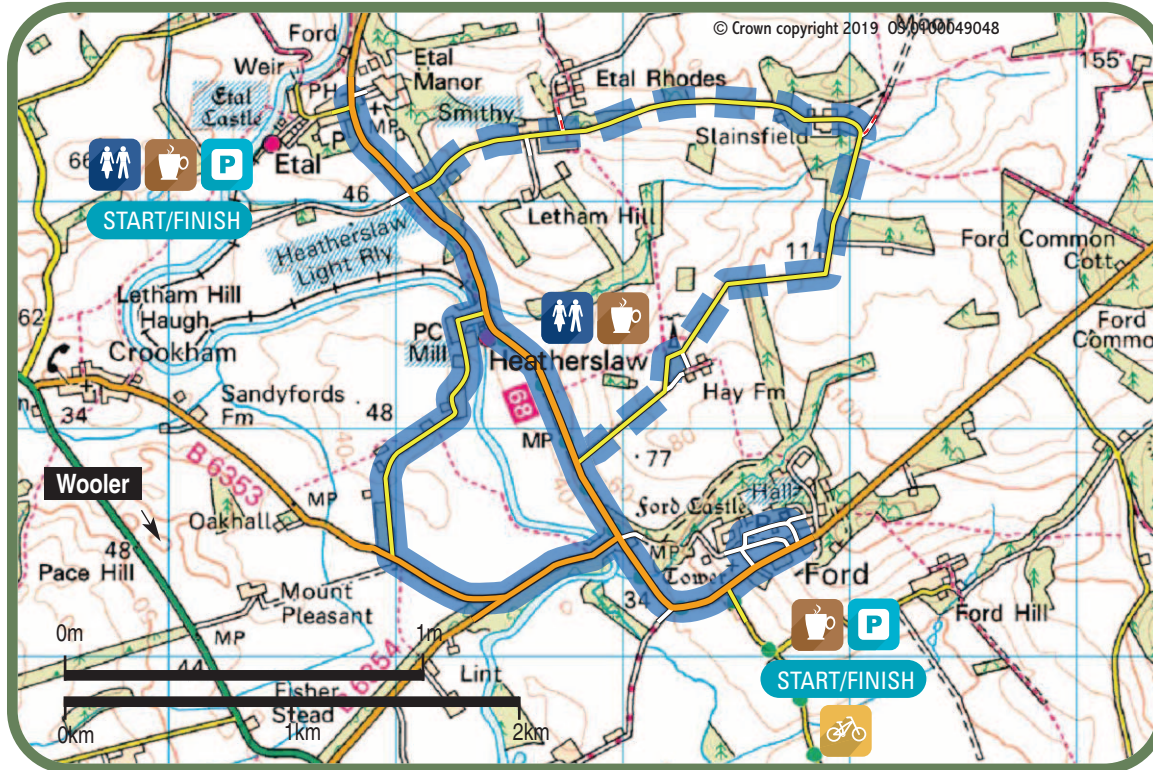 © Crown copyright 2019 OS 0100049048
Ford
Etal
Manor
Weir
PH
Etal
Castle
MP
P
Etal
66
P
START/FINISH
46
Smithy
Etal Rhodes
Slainsfield
155
Letham Hill
Ford Common
Cott
111
Heatherslaw
Light Rly
Letham Hill
Haugh
Crookham
62
PC
Mill
Heatherslaw
Ford
Commo
Hay Fm
Sandyfords
Fm
34
48
68
MP
77
80
B 6353
Wooler
MP
Oakhall
Ford Castle
Hall
MP
Tower
Ford
48
Pace Hill
Mount
Pleasant
34
Ford Hill
P
START/FINISH
MP
44
0m
1m
Lint
Fisher
Stead
B 6354
0km
1km
2km